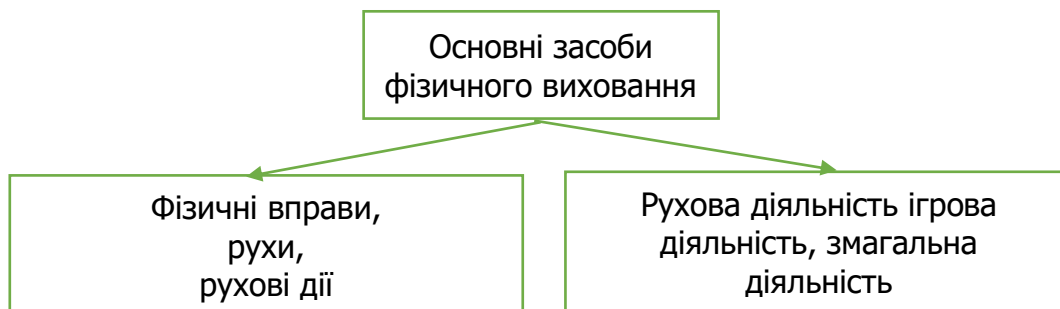 Основні засоби
фізичного виховання
Фізичні вправи,
рухи,
рухові дії
Рухова діяльність ігрова
діяльність, змагальна
діяльність